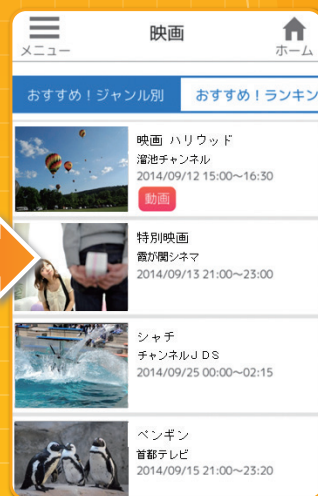 映画
メニュー
ホーム
おすすめ!ジャンル別
おすすめ!ランキン
映画 ハリウッド
溜池チャンネル
2014/09/12 15:00〜16:30
動画
特別映画
霞が関シネマ
2014/09/13 21:00〜23:00
シャチ
チャンネルJDS
2014/09/25 00:00〜02:15
ペンギン
首都テレビ
2014/09/15 21:00〜23:20